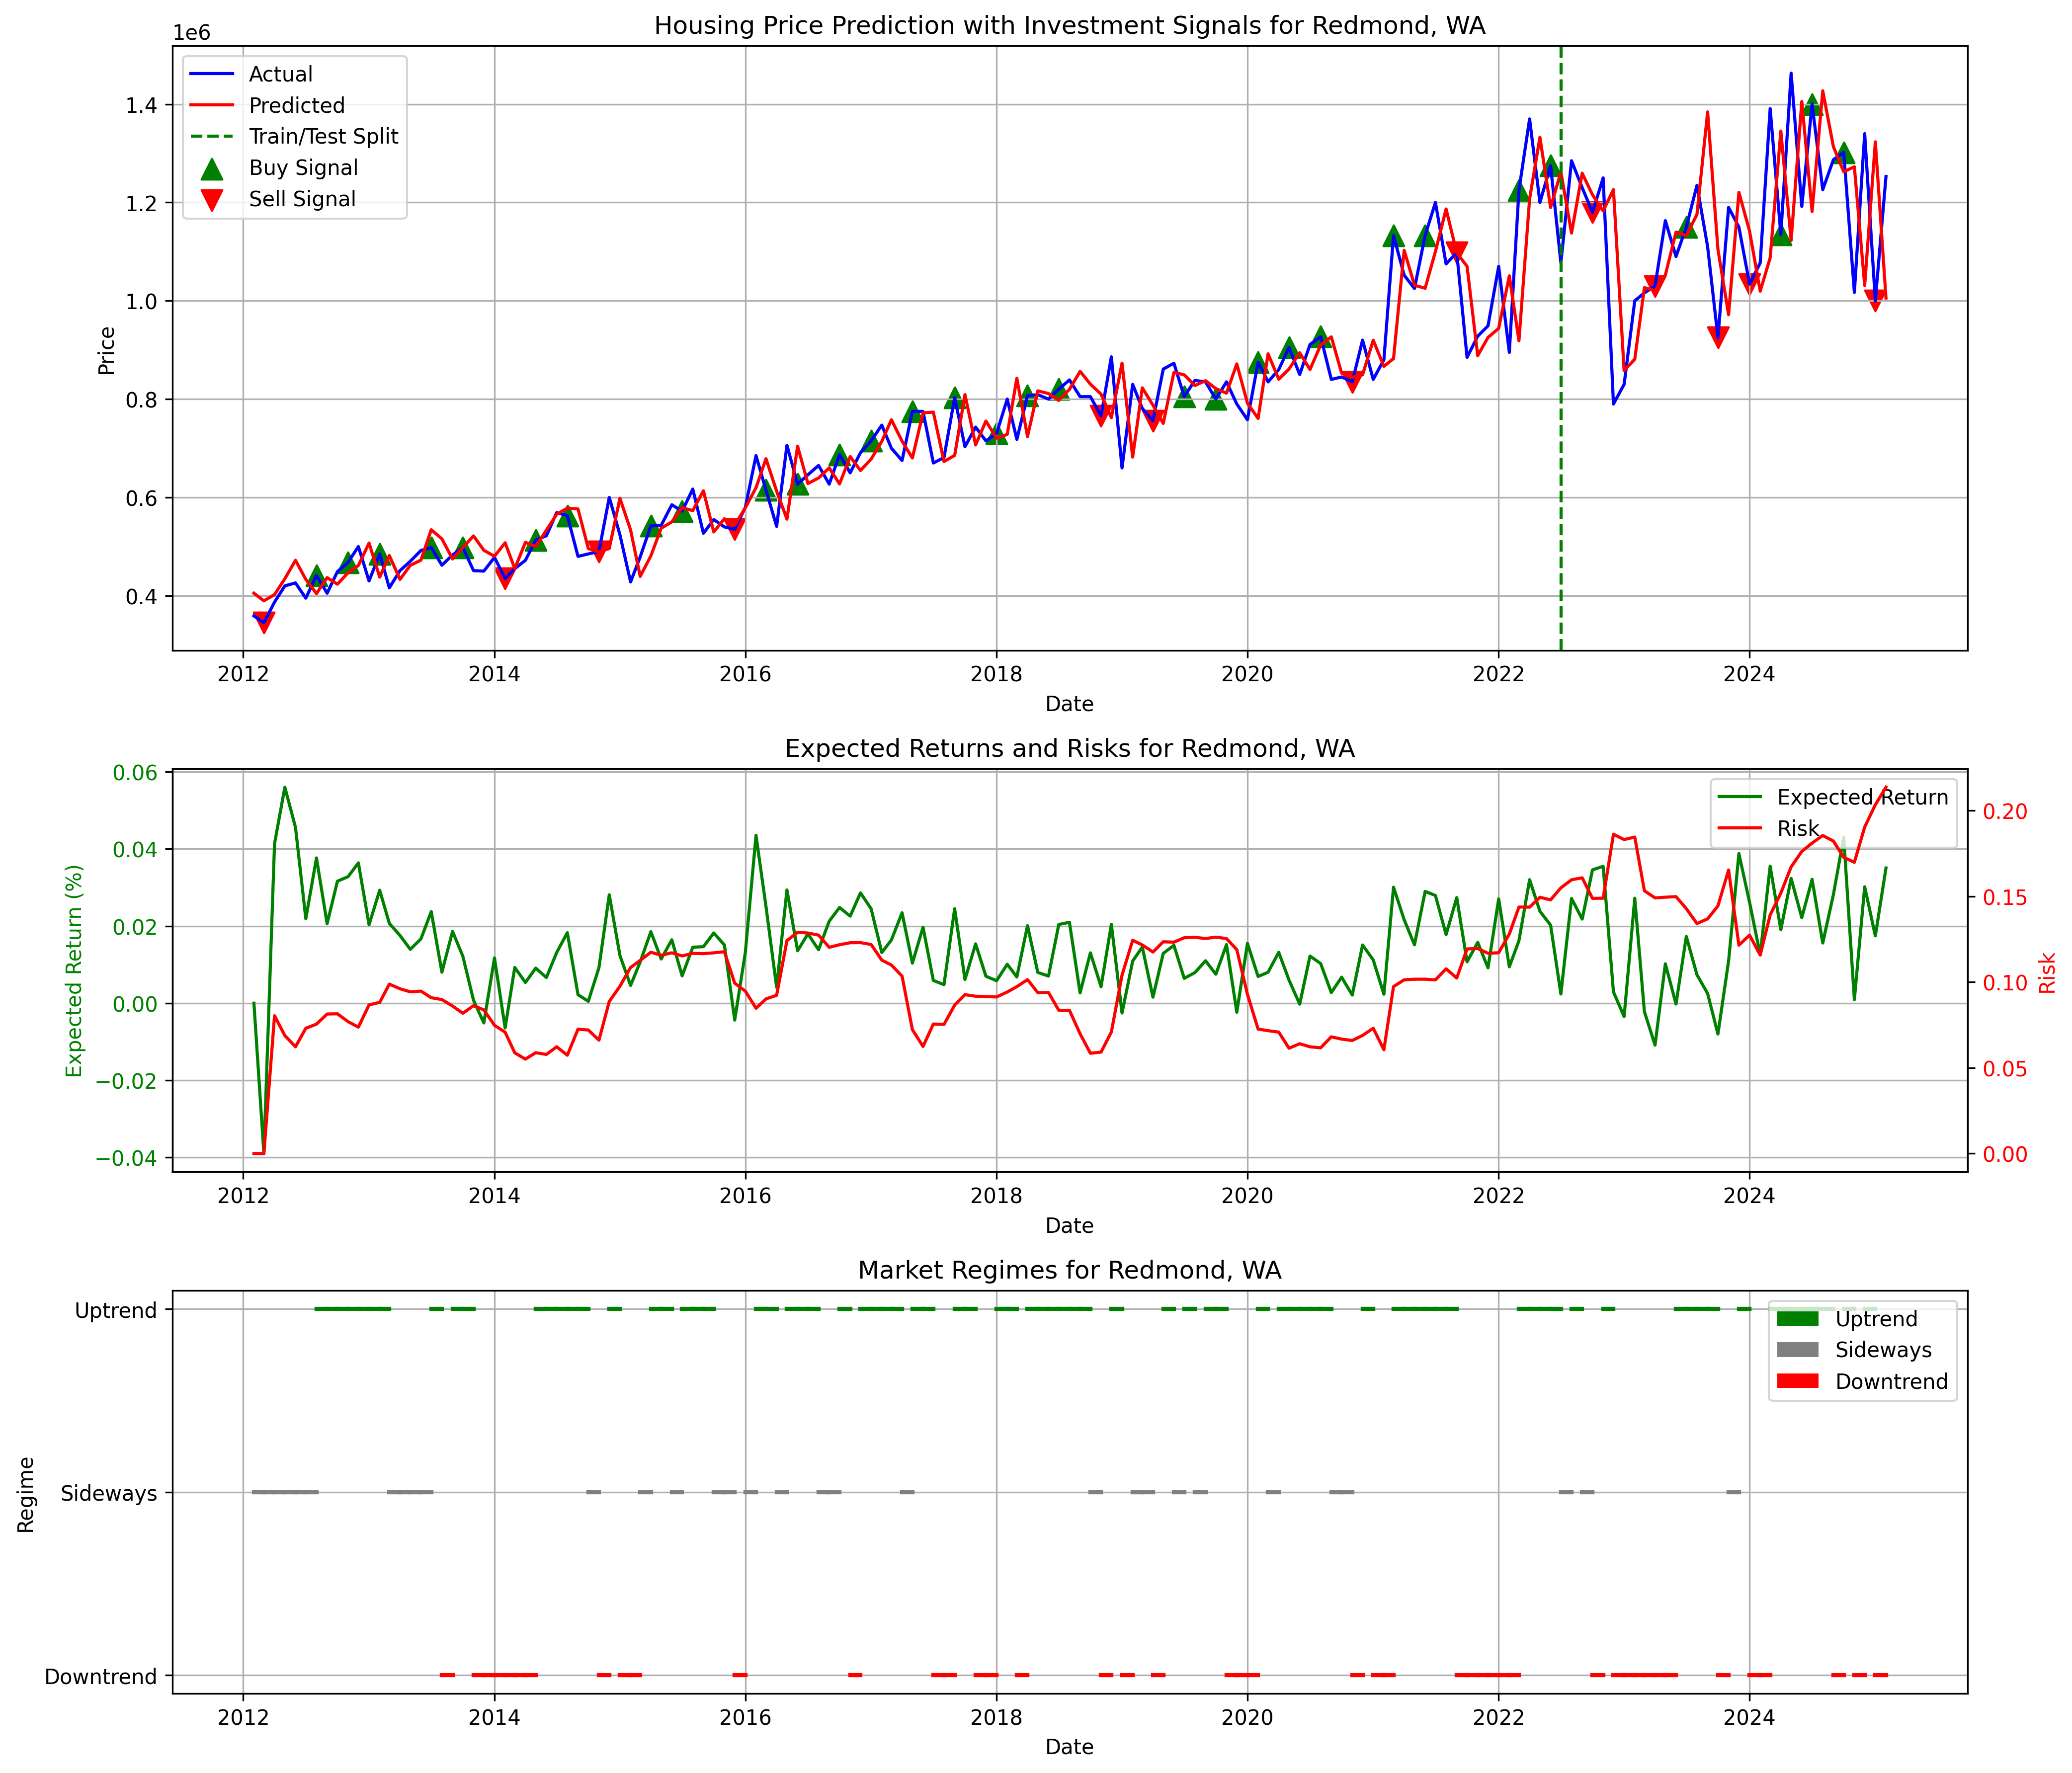 Housing Price Prediction with Investment Signals for Redmond, WA
1e6
Actual
Predicted
Train/Test Split
Buy Signal
Sell Signal
1.4
1.2
1.0
0.8
0.6
0.4
Price
2012 2014 2016 2018 2020 2022 2024
Date
Expected Returns and Risks for Redmond, WA
Expected Return
Risk
0.06
0.04
0.02
0.00
−0.02
−0.04
Expected Return (%)
0.20
0.15
0.10
0.05
0.00
Risk
2012 2014 2016 2018 2020 2022 2024
Date
Market Regimes for Redmond, WA
Uptrend
Sideways
Downtrend
Regime
Uptrend
Sideways
Downtrend
2012 2014 2016 2018 2020 2022 2024
Date